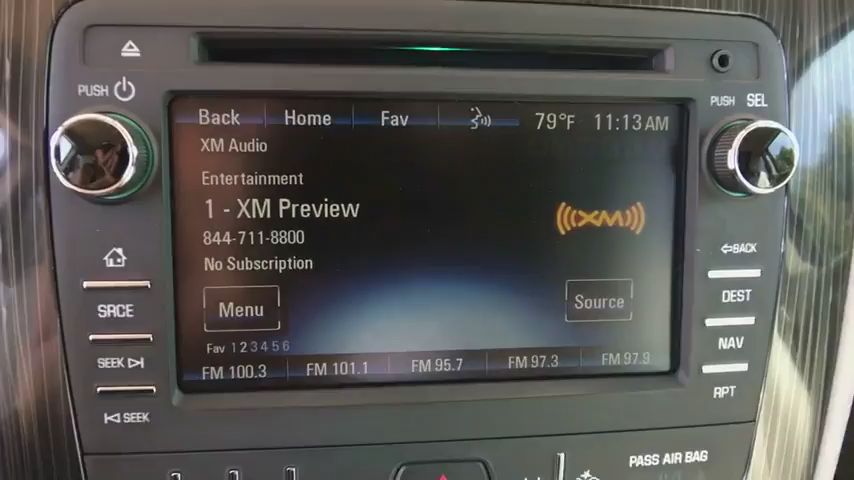 PUSH
PUSH SEL
Back Home Fav 79°F 11:13 AM
XM Audio
Entertainment
1 - XM Preview
844-711-8800
No Subscription
XM
Menu
Source
Fav 1 2 3 4 5 6
FM 100.3 FM 101.1 FM 95.7 FM 97.3 FM 97.9
SRCE
SEEK
SEEK
BACK
DEST
NAV
RPT
PASS AIR BAG